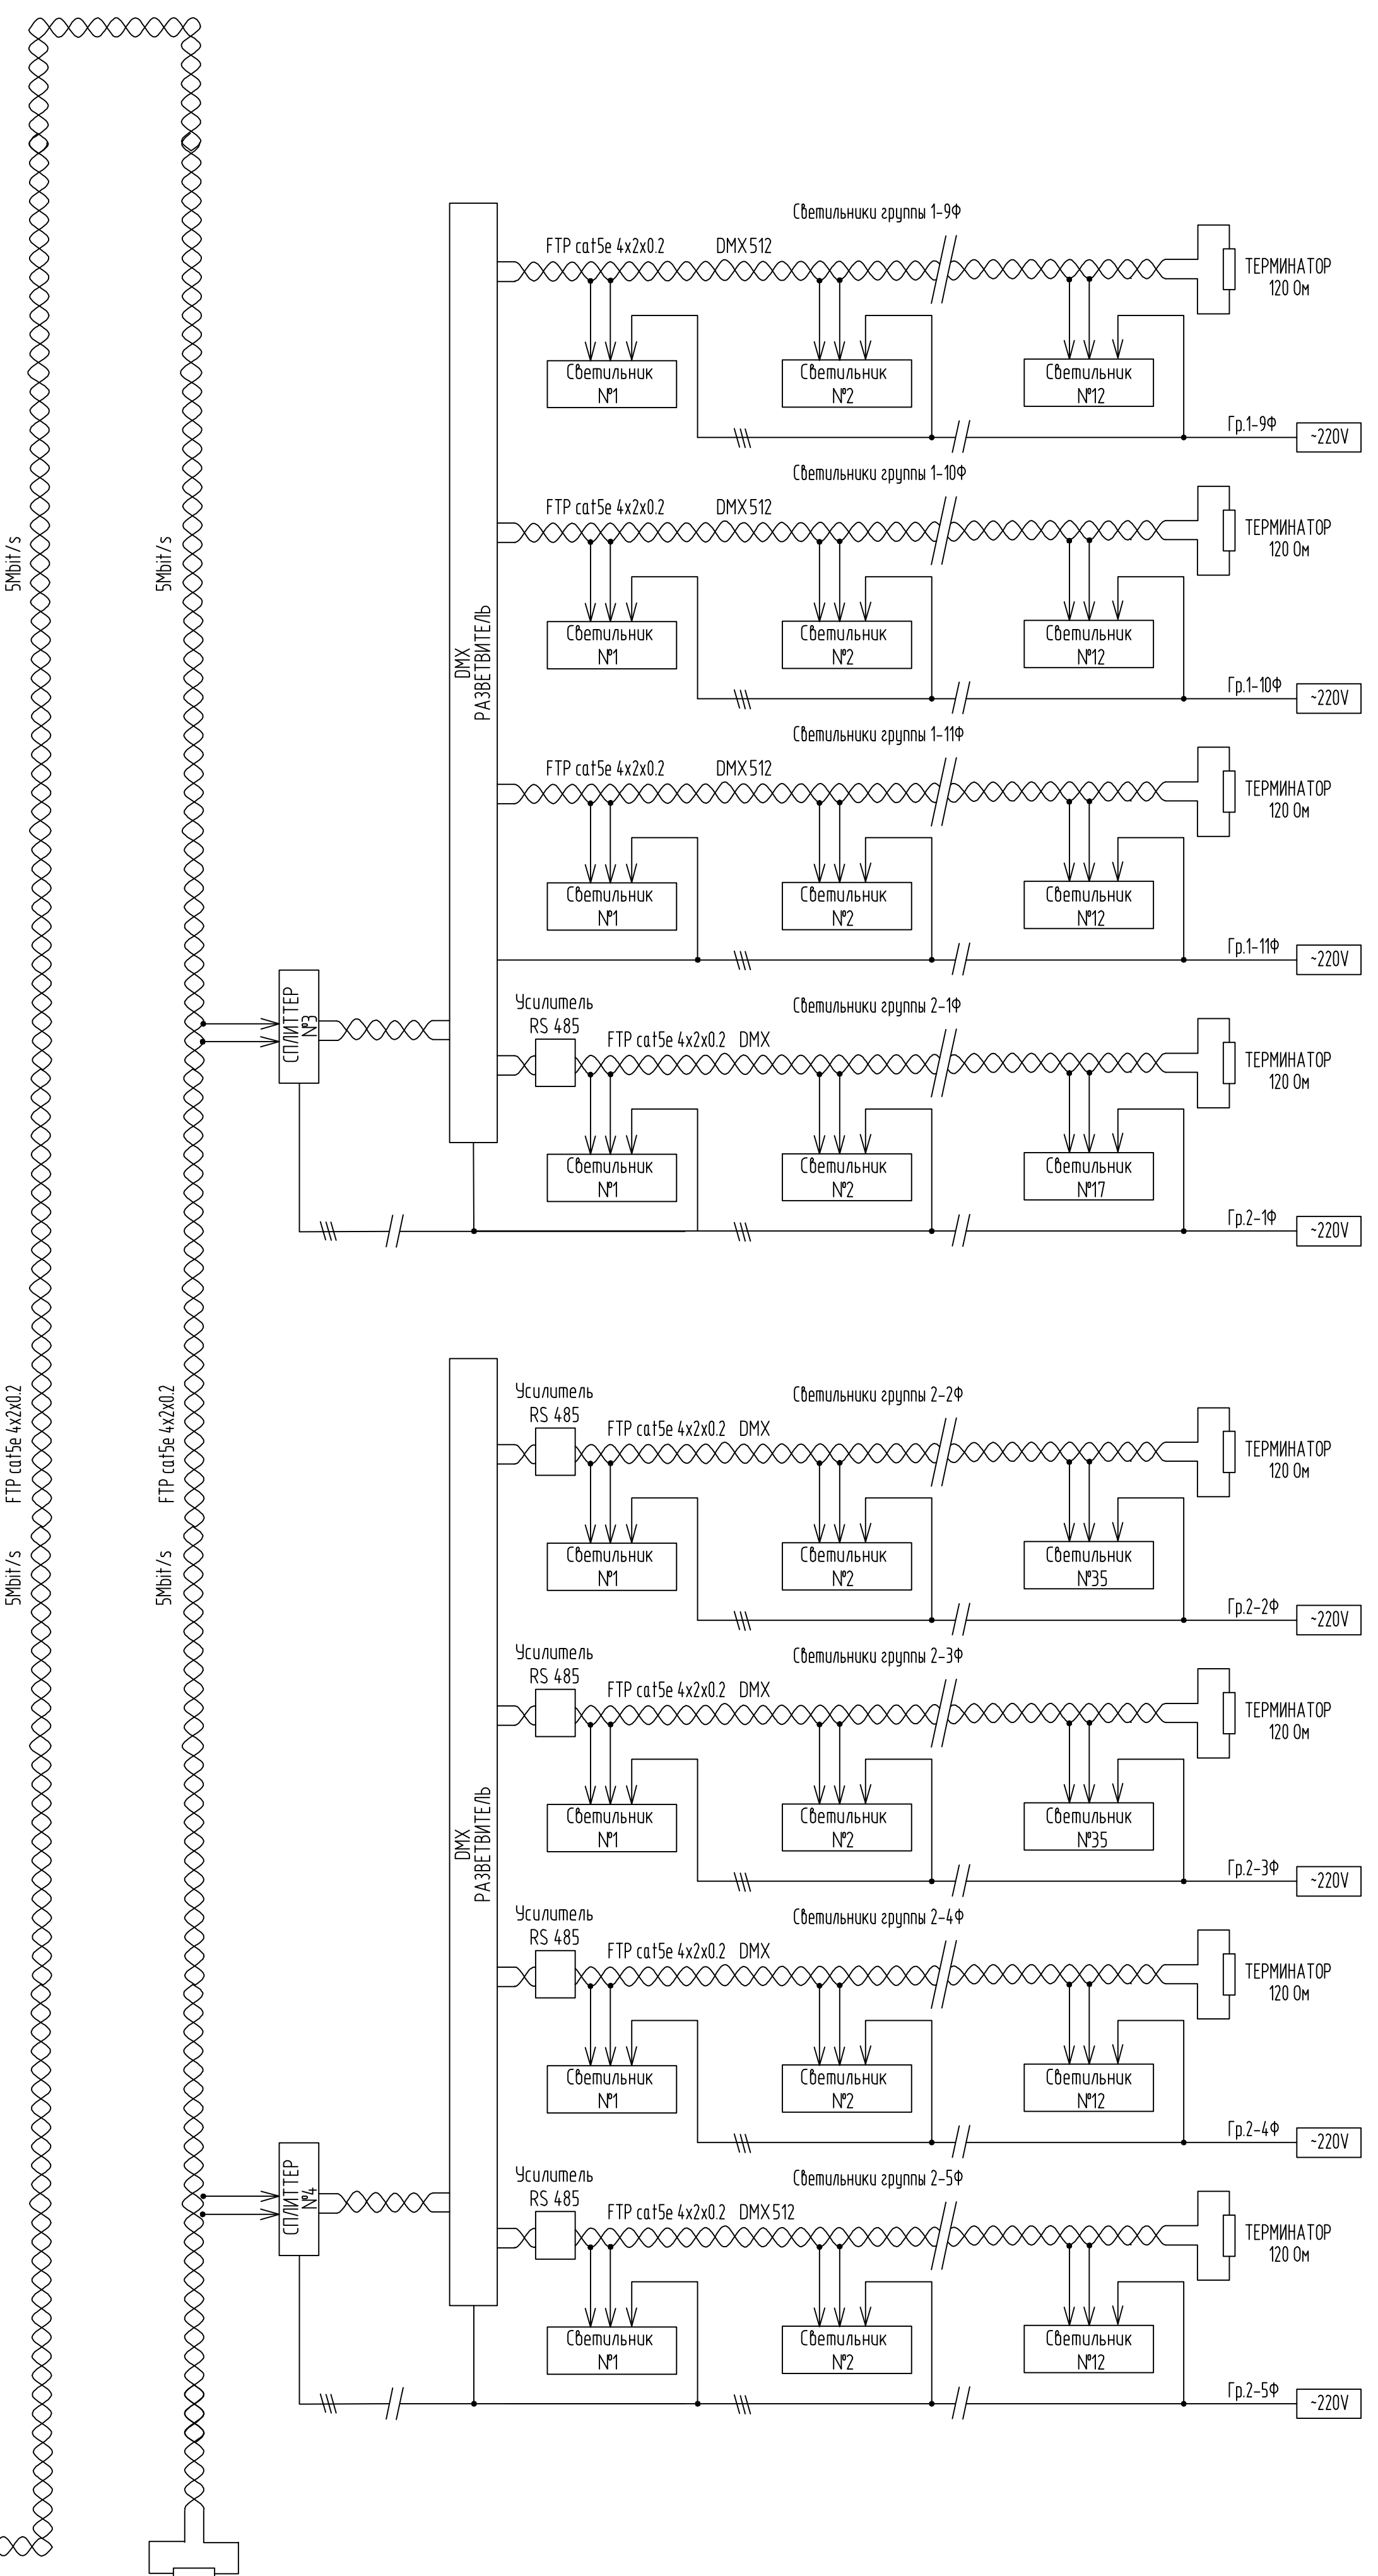 5Mbit/s
FTP cat5e 4x2x0.2
5Mbit/s
5Mbit/s
FTP cat5e 4x2x0.2
5Mbit/s
СПЛИТТЕР
№3
DMX
РАЗВЕТВИТЕЛЬ
Светильники группы 1-9Ф
FTP cat5e 4x2x0.2 DMX512
ТЕРМИНАТОР
120 Ом
Светильник
№1
Светильник
№2
Светильник
№12
Гр.1-9Ф
~220V
Светильники группы 1-10Ф
FTP cat5e 4x2x0.2 DMX512
ТЕРМИНАТОР
120 Ом
Светильник
№1
Светильник
№2
Светильник
№12
Гр.1-10Ф
~220V
Светильники группы 1-11Ф
FTP cat5e 4x2x0.2 DMX512
ТЕРМИНАТОР
120 Ом
Светильник
№1
Светильник
№2
Светильник
№12
Гр.1-11Ф
~220V
Усилитель
RS 485
Светильники группы 2-1Ф
FTP cat5e 4x2x0.2 DMX
ТЕРМИНАТОР
120 Ом
Светильник
№1
Светильник
№2
Светильник
№17
Гр.2-1Ф
~220V
СПЛИТТЕР
№4
DMX
РАЗВЕТВИТЕЛЬ
Усилитель
RS 485
Светильники группы 2-2Ф
FTP cat5e 4x2x0.2 DMX
ТЕРМИНАТОР
120 Ом
Светильник
№1
Светильник
№2
Светильник
№35
Гр.2-2Ф
~220V
Усилитель
RS 485
Светильники группы 2-3Ф
FTP cat5e 4x2x0.2 DMX
ТЕРМИНАТОР
120 Ом
Светильник
№1
Светильник
№2
Светильник
№35
Гр.2-3Ф
~220V
Усилитель
RS 485
Светильники группы 2-4Ф
FTP cat5e 4x2x0.2 DMX
ТЕРМИНАТОР
120 Ом
Светильник
№1
Светильник
№2
Светильник
№12
Гр.2-4Ф
~220V
Усилитель
RS 485
Светильники группы 2-5Ф
FTP cat5e 4x2x0.2 DMX512
ТЕРМИНАТОР
120 Ом
Светильник
№1
Светильник
№2
Светильник
№12
Гр.2-5Ф
~220V